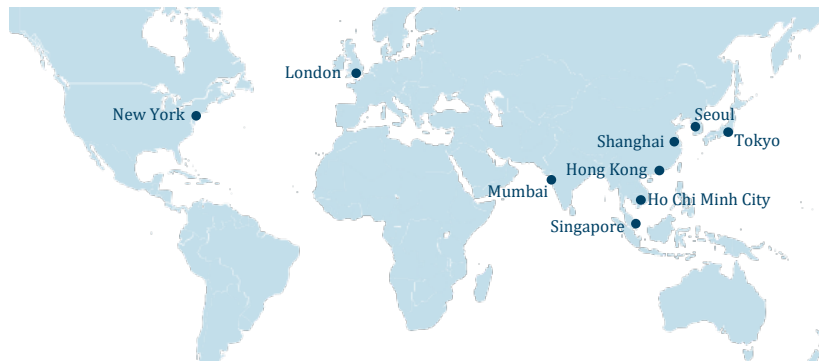 London
New York
Seoul
Shanghai
Tokyo
Hong Kong
Mumbai
Ho Chi Minh City
Singapore